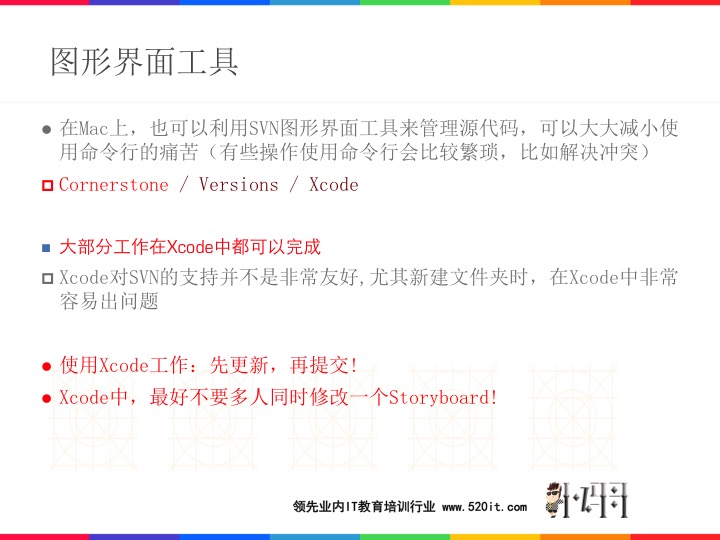 图形界面工具
在Mac上，也可以利用SVN图形界面工具来管理源代码，可以大大减小使
用命令行的痛苦（有些操作使用命令行会比较繁琐，比如解决冲突）
Cornerstone / Versions / Xcode
大部分工作在Xcode中都可以完成
Xcode对SVN的支持并不是非常友好,尤其新建文件夹时，在Xcode中非常
容易出问题
使用Xcode工作：先更新，再提交!
Xcode中，最好不要多人同时修改一个Storyboard!
领先业内IT教育培训行业 www.520it.com
小码哥